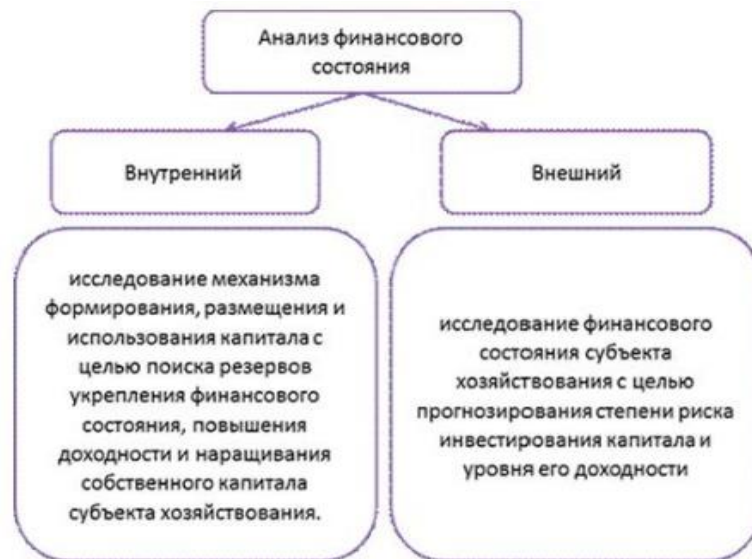 Анализ финансового
состояния
Внутренний
Внешний
исследование механизма
формирования, размещения и
использования капитала с
целью поиска резервов
укрепления финансового
состояния, повышения
доходности и наращивания
собственного капитала
субъекта хозяйствования.
исследование финансового
состояния субъекта
хозяйствования с целью
прогнозирования степени риска
инвестирования капитала и
уровня его доходности